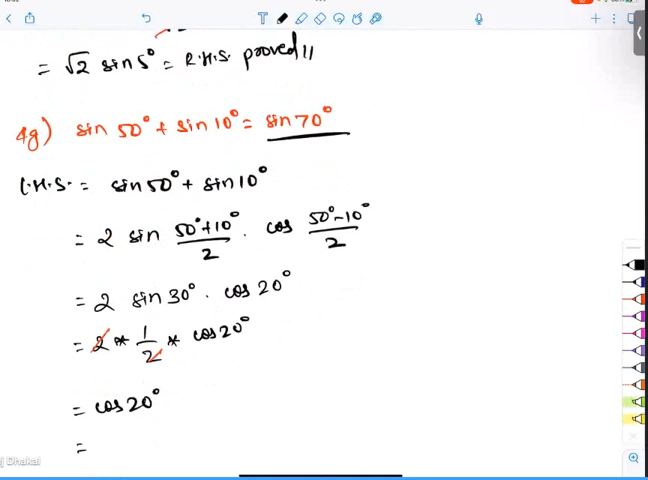 = √2 sin 5° = R.H.S. proved //
4g) sin 50° + sin 10° = sin 70°
L.H.S. = sin 50° + sin 10°
= 2 sin (50°+10°)/2 . cos (50°-10°)/2
= 2 sin 30° . cos 20°
= 2 * 1/2 * cos 20°
= cos 20°
=
j Dhakal